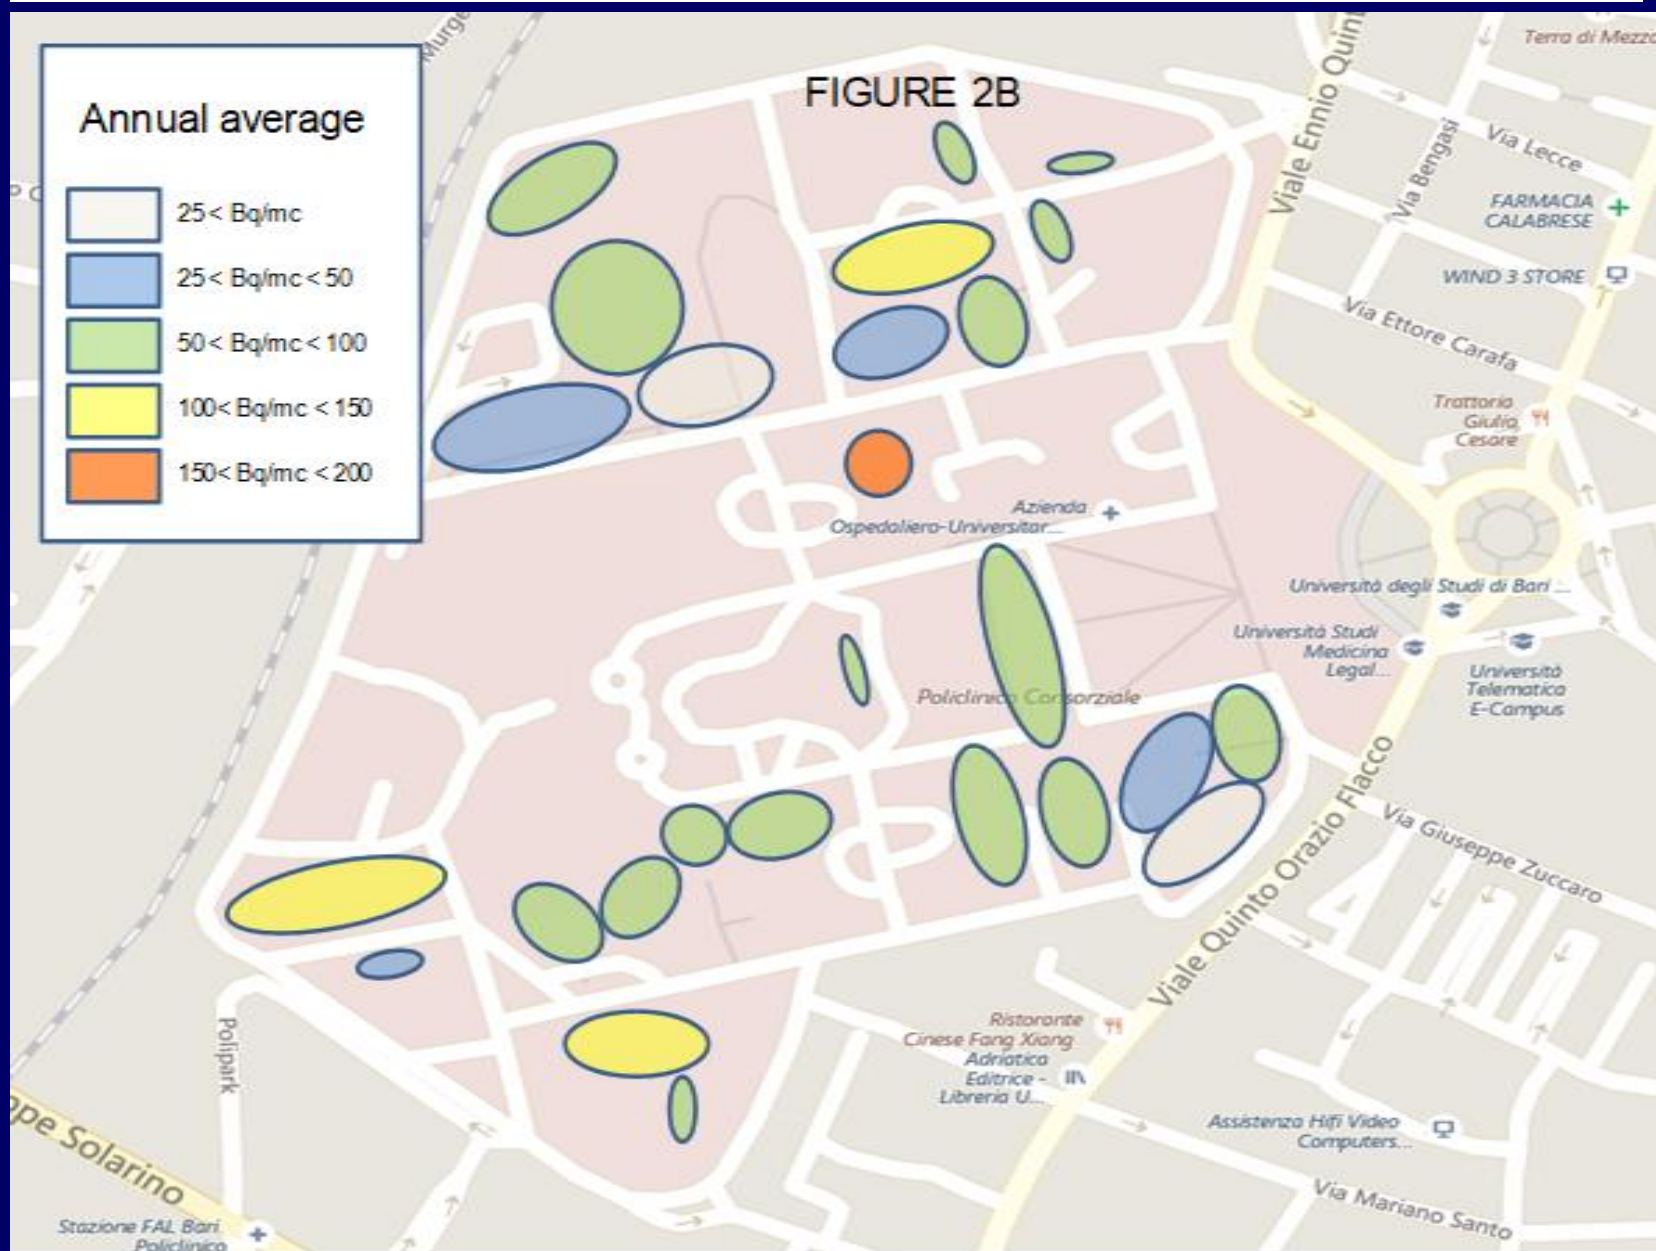 Murge
FIGURE 2B
Annual average
25< Bq/mc
25< Bq/mc < 50
50< Bq/mc < 100
100< Bq/mc < 150
150< Bq/mc < 200
Viale Ennio Quint
Terra di Mezzo
Via Lecce
Via Bengasi
FARMACIA
CALABRESE
WIND 3 STORE
Via Ettore Carafa
Trattoria
Giulio
Cesare
Azienda
Ospedaliero-Universitar...
Università degli Studi di Bari ...
Università Studi
Medicina
Legal...
Università
Telematica
E-Campus
Policlinico Consorziale
Viale Quinto Orazio Flacco
Via Giuseppe Zuccaro
Polipark
Ristorante
Cinese Fang Xiang
Adriatica
Editrice -
Libreria U...
Assistenza Hifi Video
Computers...
ppe Solarino
Via Mariano Santo
Stazione FAL Bari
Policlinico